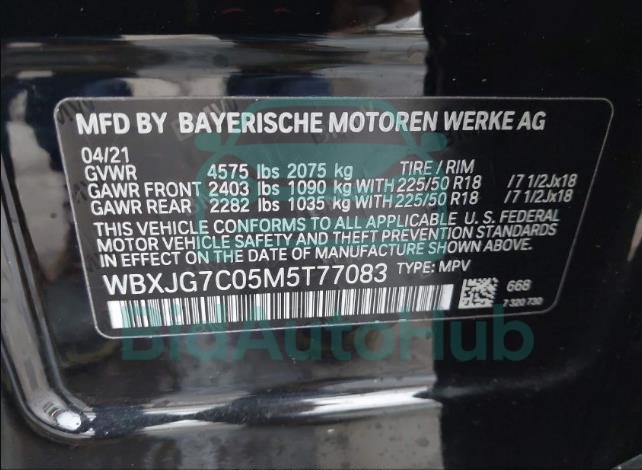 MFD BY BAYERISCHE MOTOREN WERKE AG
04/21
GVWR 4575 lbs 2075 kg TIRE / RIM
GAWR FRONT 2403 lbs 1090 kg WITH 225/50 R18 /7 1/2Jx18
GAWR REAR 2282 lbs 1035 kg WITH 225/50 R18 /7 1/2Jx18
THIS VEHICLE CONFORMS TO ALL APPLICABLE U. S. FEDERAL
MOTOR VEHICLE SAFETY AND THEFT PREVENTION STANDARDS
IN EFFECT ON THE DATE OF MANUFACTURE SHOWN ABOVE.
WBXJG7C05M5T77083 TYPE: MPV
668
7 320 730
BidAutoHub